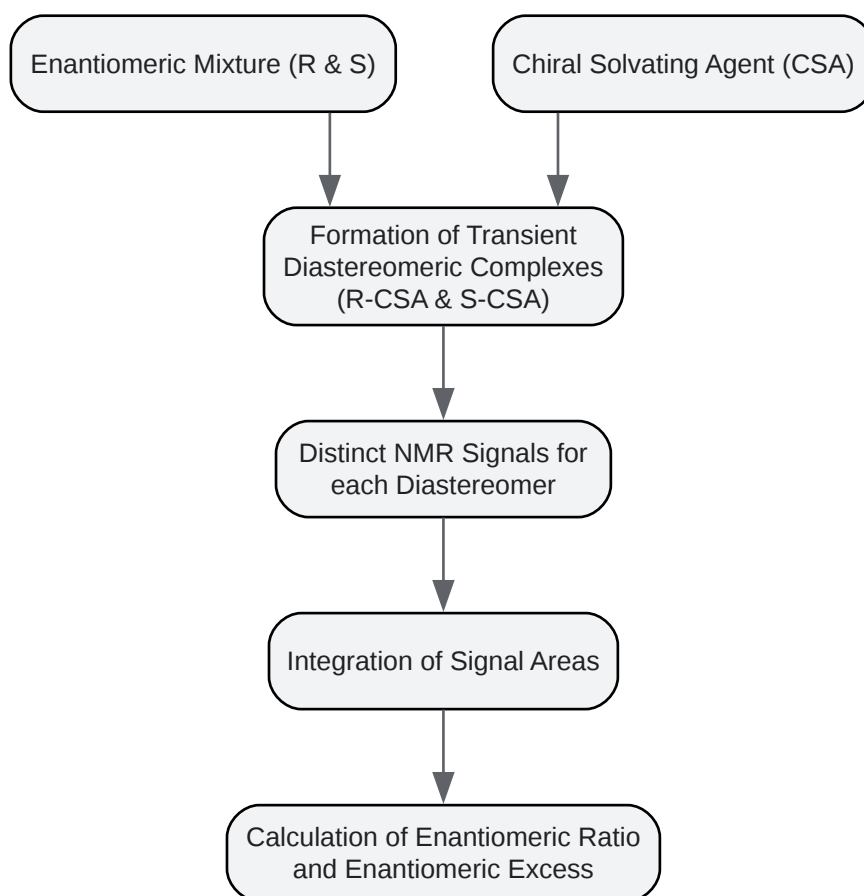 Enantiomeric Mixture (R & S)
Chiral Solvating Agent (CSA)
Formation of Transient
Diastereomeric Complexes
(R-CSA & S-CSA)
Distinct NMR Signals for
each Diastereomer
Integration of Signal Areas
Calculation of Enantiomeric Ratio
and Enantiomeric Excess